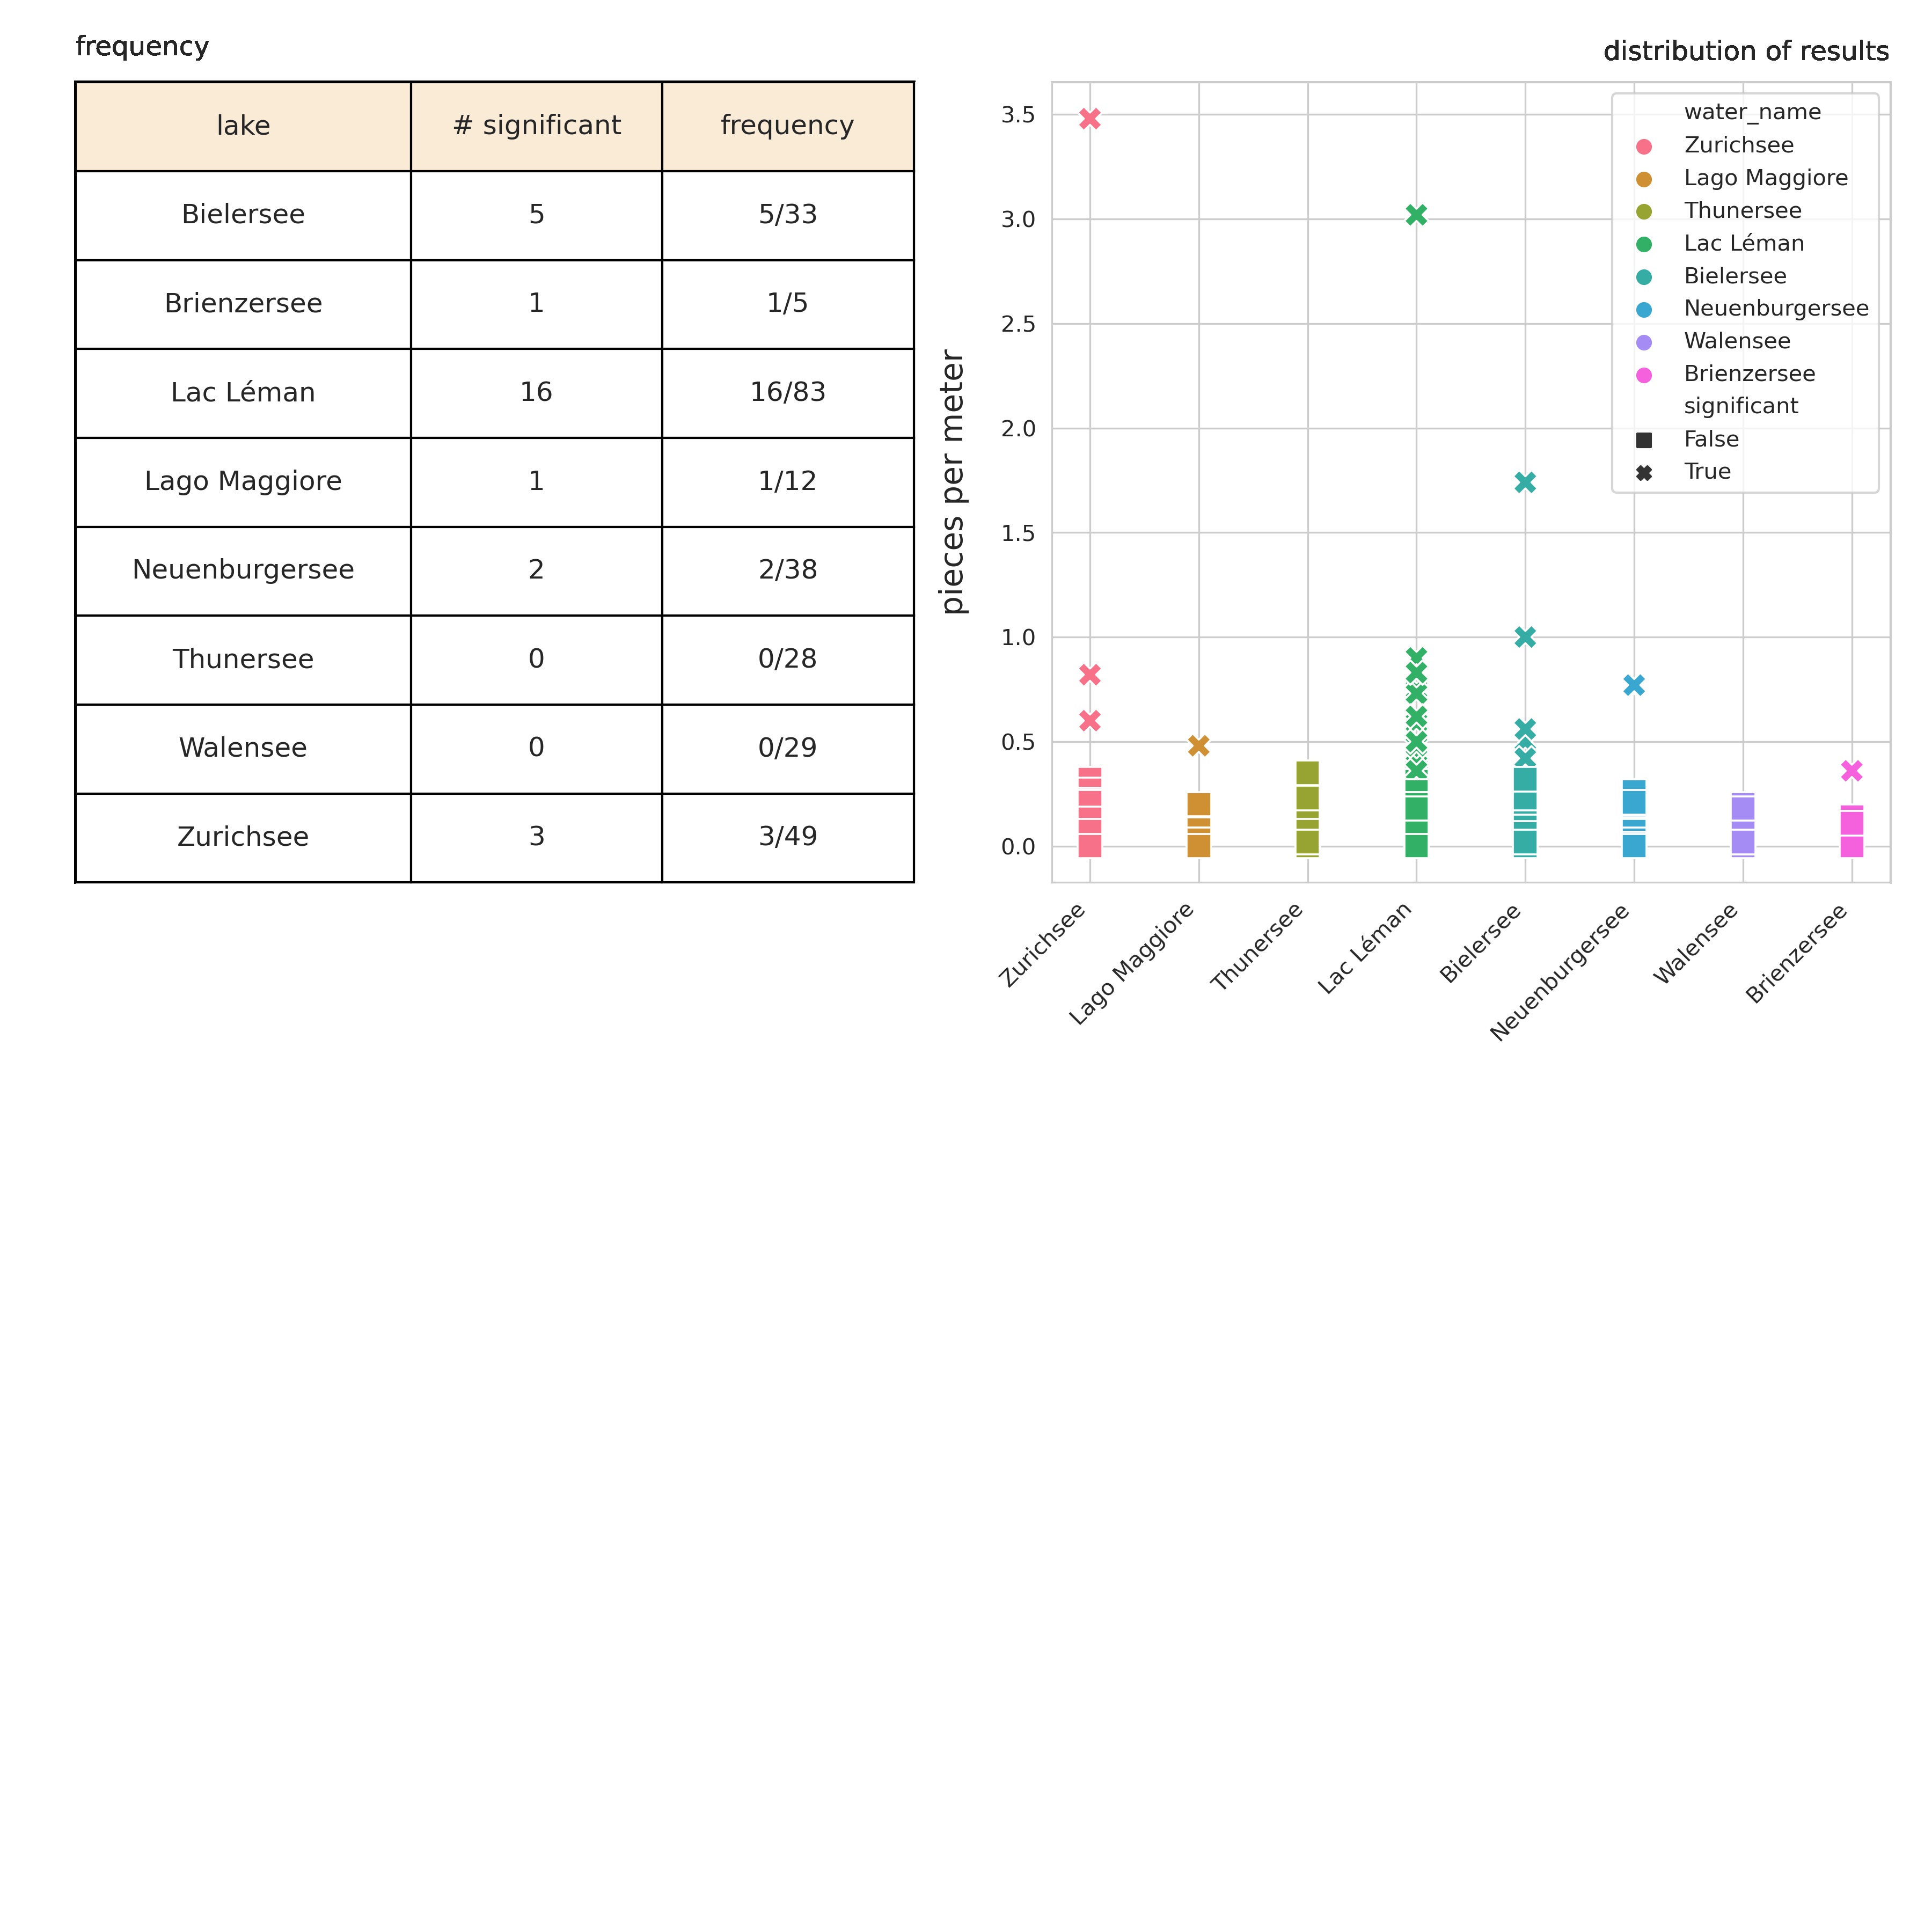 frequency
lake # significant frequency
Bielersee 5 5/33
Brienzersee 1 1/5
Lac Léman 16 16/83
Lago Maggiore 1 1/12
Neuenburgersee 2 2/38
Thunersee 0 0/28
Walensee 0 0/29
Zurichsee 3 3/49
distribution of results
pieces per meter
3.5
3.0
2.5
2.0
1.5
1.0
0.5
0.0
water_name
Zurichsee
Lago Maggiore
Thunersee
Lac Léman
Bielersee
Neuenburgersee
Walensee
Brienzersee
significant
False
True
Zurichsee
Lago Maggiore
Thunersee
Lac Léman
Bielersee
Neuenburgersee
Walensee
Brienzersee